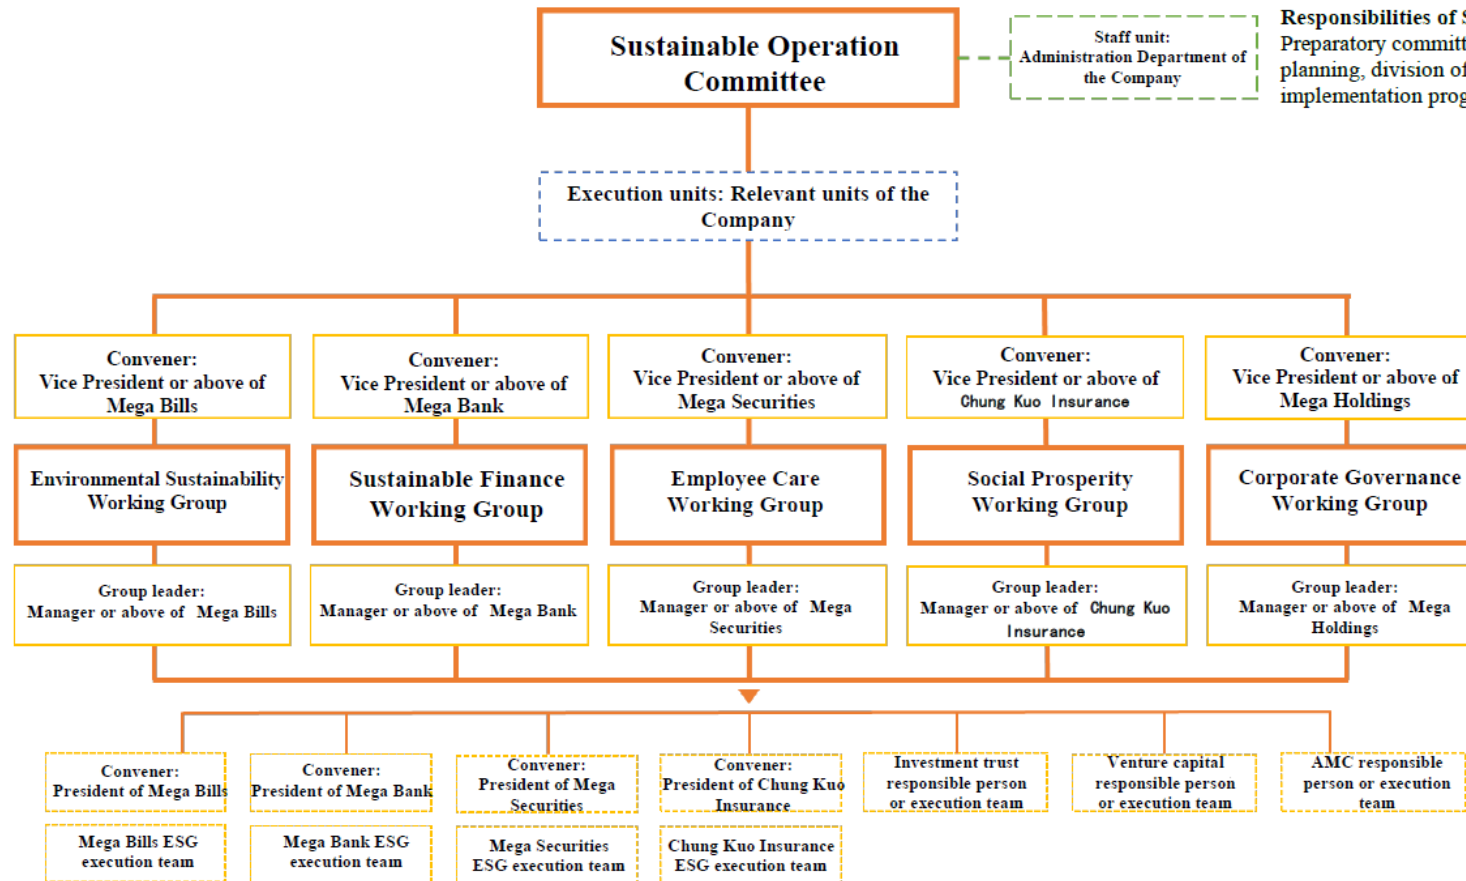 Sustainable Operation
Committee
Staff unit:
Administration Department of
the Company
Responsibilities of
Preparatory
planning, division of
implementation
Execution units: Relevant units of the
Company
Convener:
Vice President or above of
Mega Bills
Convener:
Vice President or above of
Mega Bank
Convener:
Vice President or above of
Mega Securities
Convener:
Vice President or above of
Chung Kuo Insurance
Convener:
Vice President or above of
Mega Holdings
Environmental Sustainability
Working Group
Sustainable Finance
Working Group
Employee Care
Working Group
Social Prosperity
Working Group
Corporate Governance
Working Group
Group leader:
Manager or above of Mega Bills
Group leader:
Manager or above of Mega Bank
Group leader:
Manager or above of Mega
Securities
Group leader:
Manager or above of Chung Kuo
Insurance
Group leader:
Manager or above of Mega
Holdings
Convener:
President of Mega Bills
Convener:
President of Mega Bank
Convener:
President of Mega
Securities
Convener:
President of Chung Kuo
Insurance
Investment trust
responsible person
or execution team
Venture capital
responsible person
or execution team
AMC responsible
person or execution
team
Mega Bills ESG
execution team
Mega Bank ESG
execution team
Mega Securities
ESG execution team
Chung Kuo Insurance
ESG execution team